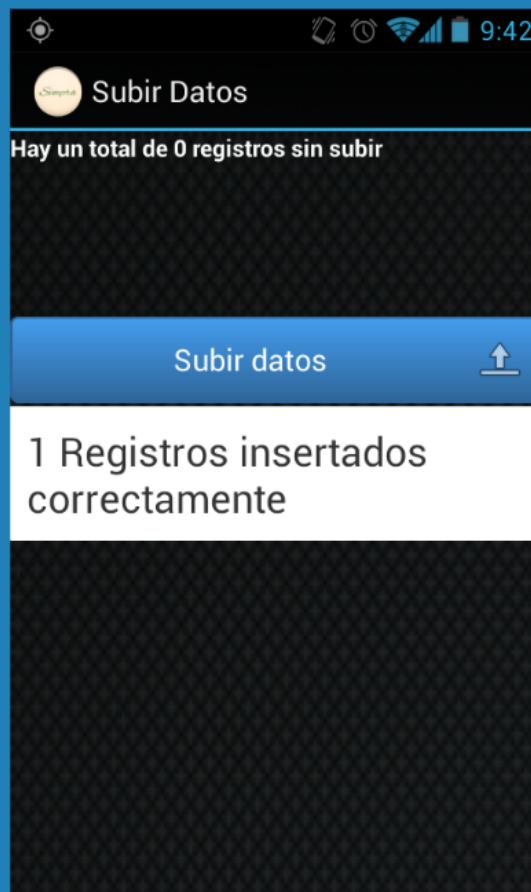 9:42
Subir Datos
Hay un total de 0 registros sin subir
Subir datos
1 Registros insertados
correctamente